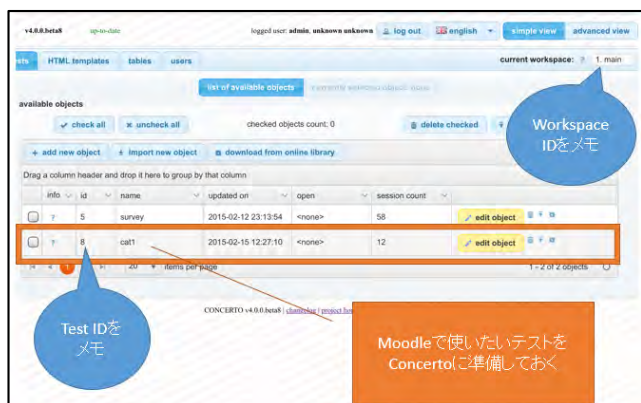 v4.0.0.beta8 up-to-date logged user: admin, unknown unknown log out english simple view advanced view
HTML templates tables users current workspace: ? 1. main
list of available objects
available objects
check all uncheck all checked objects count: 0 delete checked
Workspace
IDをメモ
add new object import new object download from online library
Drag a column header and drop it here to group by that column
info id name updated on open session count
? 5 survey 2015-02-12 23:13:54 <none> 58 edit object
? 8 cat1 2015-02-15 12:27:10 <none> 12 edit object
1 20 items per page 1 - 2 of 2 objects
CONCERTO v4.0.0.beta8 | changelog |
Test IDを
メモ
Moodleで使いたいテストを
Concertoに準備しておく